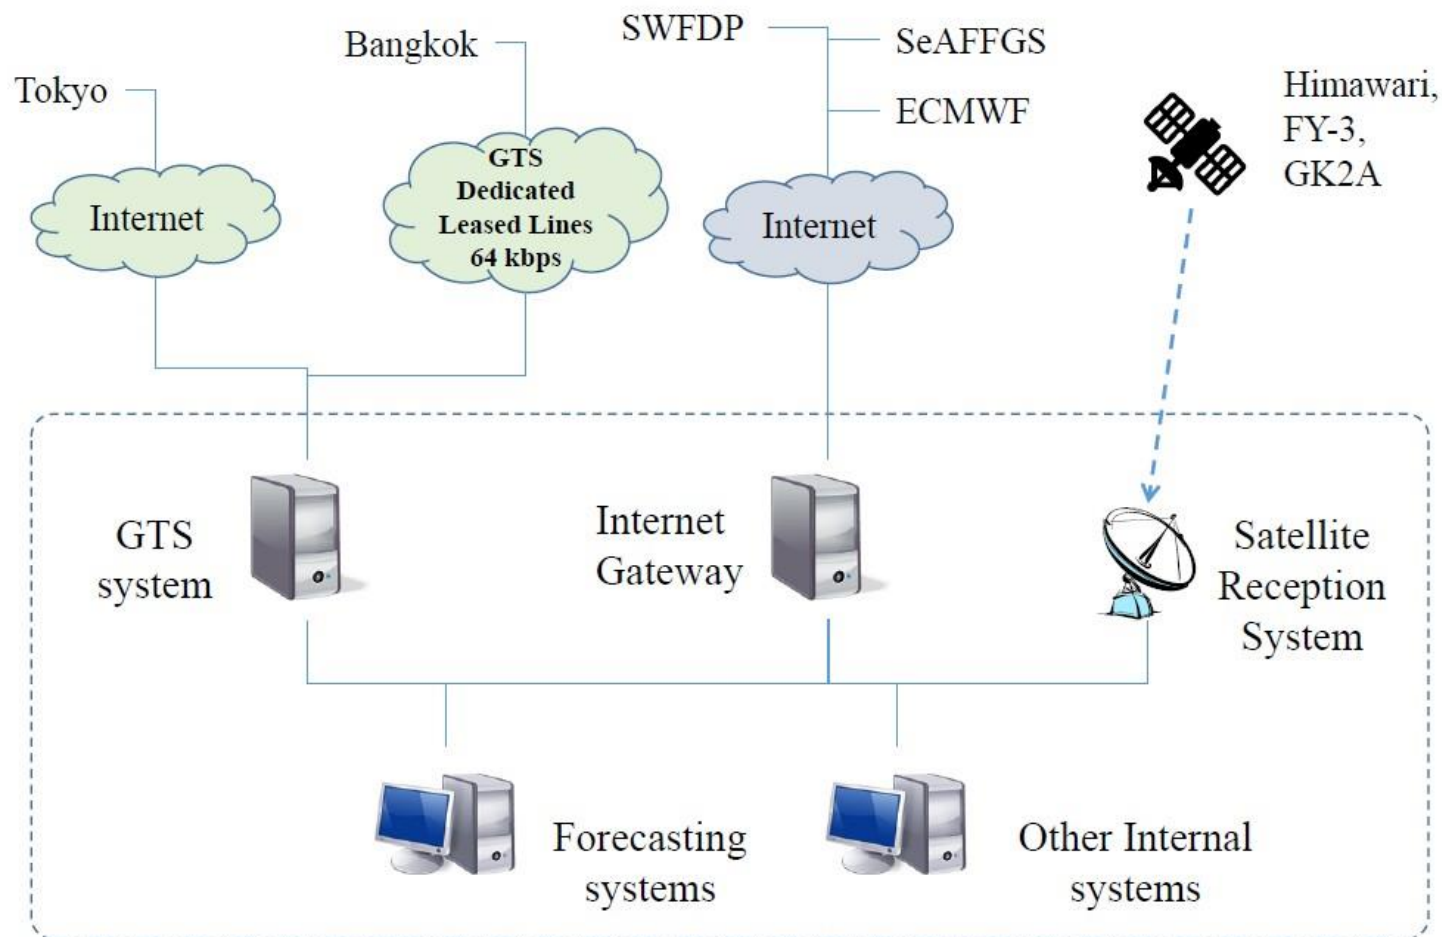 SWFDP
SeAFFGS
Bangkok
Tokyo
ECMWF
Himawari,
FY-3,
GK2A
GTS
Dedicated
Leased Lines
64 kbps
Internet
Internet
GTS
system
Internet
Gateway
Satellite
Reception
System
Forecasting
systems
Other Internal
systems